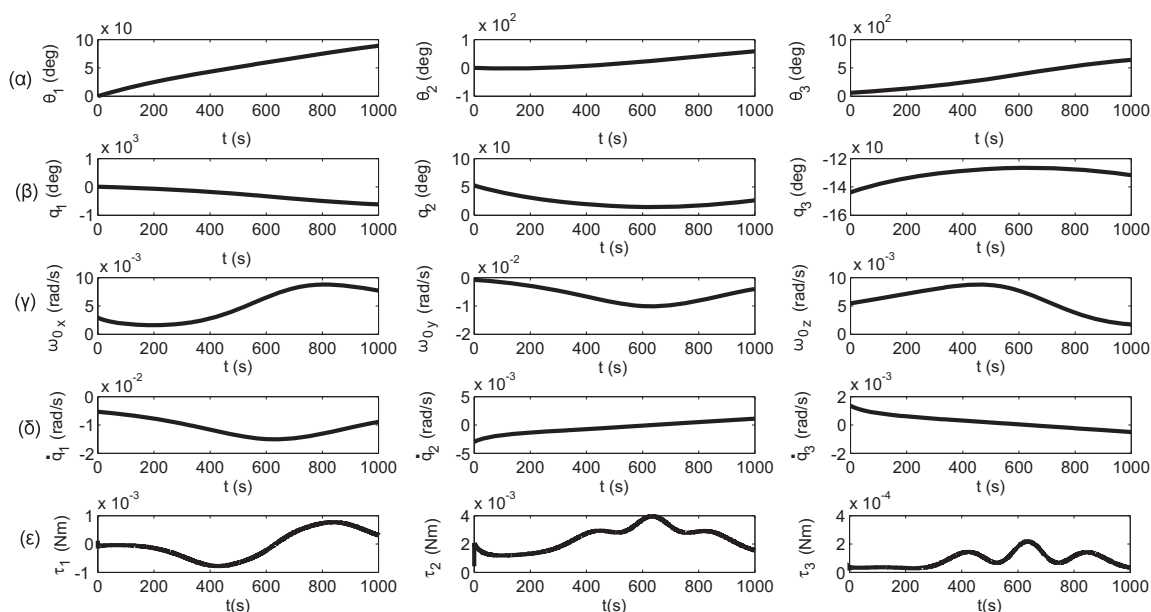 x 10 x 10² x 10²
(α) θ₁ (deg) 10 5 0 θ₂ (deg) 1 0 -1 θ₃ (deg) 10 5 0
0 200 400 600 800 1000 0 200 400 600 800 1000 0 200 400 600 800 1000
t (s) t (s) t (s)
x 10³ x 10 x 10
(β) q₁ (deg) 1 0 -1 q₂ (deg) 10 5 0 q₃ (deg) -12 -14 -16
0 200 400 600 800 1000 0 200 400 600 800 1000 0 200 400 600 800 1000
t (s) t (s) t (s)
x 10⁻³ x 10⁻² x 10⁻³
(γ) ω₀ₓ (rad/s) 10 5 0 ω₀y (rad/s) 0 -1 -2 ω₀z (rad/s) 10 5 0
0 200 400 600 800 1000 0 200 400 600 800 1000 0 200 400 600 800 1000
t (s) t (s) t (s)
x 10⁻² x 10⁻³ x 10⁻³
(δ) q̇₁ (rad/s) 0 -1 -2 q̇₂ (rad/s) 5 0 -5 q̇₃ (rad/s) 2 0 -2
0 200 400 600 800 1000 0 200 400 600 800 1000 0 200 400 600 800 1000
t (s) t (s) t (s)
x 10⁻³ x 10⁻³ x 10⁻⁴
(ε) τ₁ (Nm) 1 0 -1 τ₂ (Nm) 4 2 0 τ₃ (Nm) 4 2 0
0 200 400 600 800 1000 0 200 400 600 800 1000 0 200 400 600 800 1000
t(s) t(s) t(s)